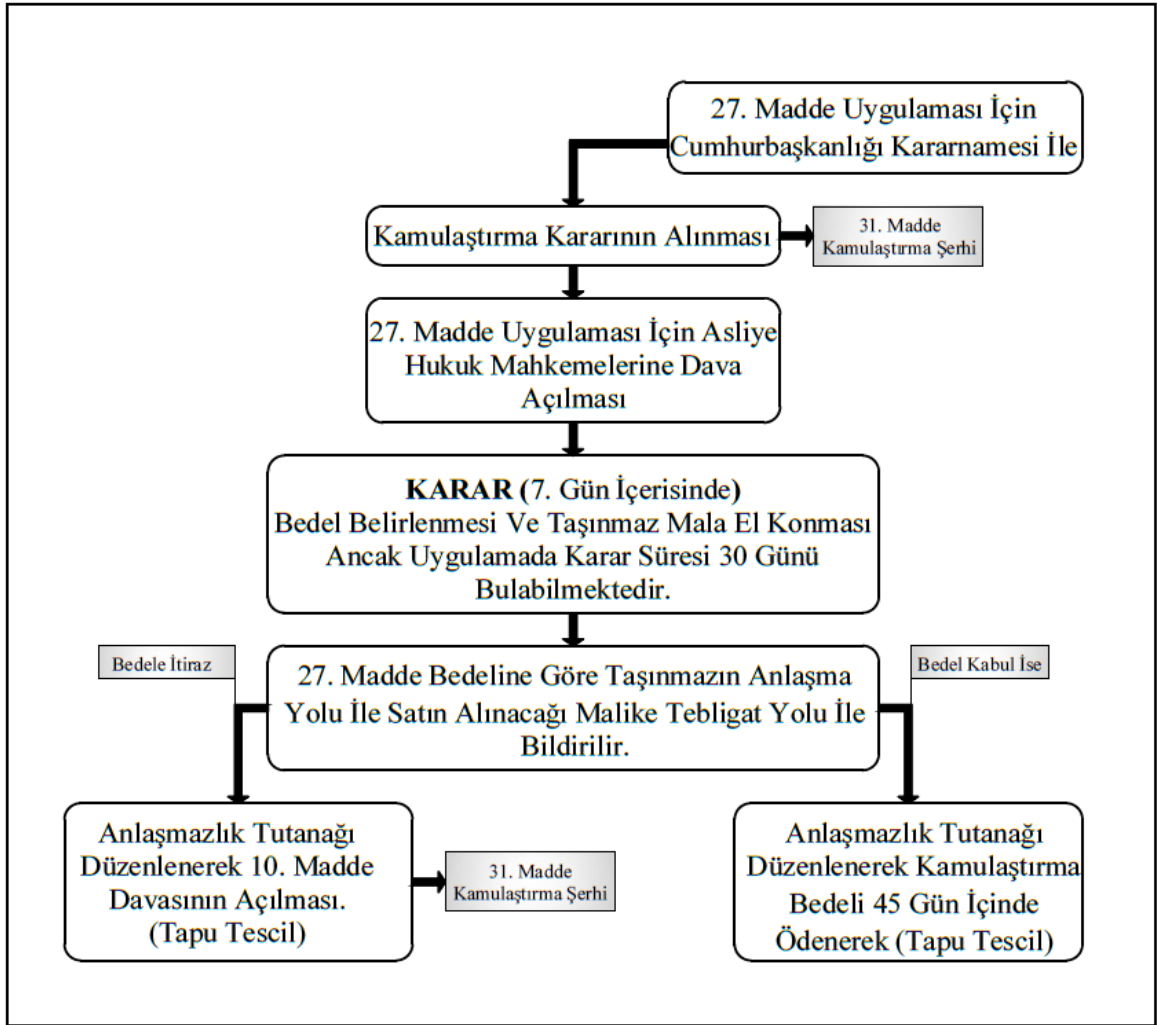 27. Madde Uygulaması İçin
Cumhurbaşkanlığı Kararnamesi İle
Kamulaştırma Kararının Alınması
31. Madde
Kamulaştırma Şerhi
27. Madde Uygulaması İçin Asliye
Hukuk Mahkemelerine Dava
Açılması
KARAR (7. Gün İçerisinde)
Bedel Belirlenmesi Ve Taşınmaz Mala El Konması
Ancak Uygulamada Karar Süresi 30 Günü
Bulabilmektedir.
Bedele İtiraz
27. Madde Bedeline Göre Taşınmazın Anlaşma
Yolu İle Satın Alınacağı Malike Tebligat Yolu İle
Bildirilir.
Bedel Kabul İse
Anlaşmazlık Tutanağı
Düzenlenerek 10. Madde
Davasının Açılması.
(Tapu Tescil)
31. Madde
Kamulaştırma Şerhi
Anlaşmazlık Tutanağı
Düzenlenerek Kamulaştırma
Bedeli 45 Gün İçinde
Ödenerek (Tapu Tescil)